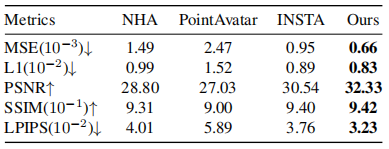 Metrics NHA PointAvatar INSTA Ours
MSE(10⁻³)↓ 1.49 2.47 0.95 0.66
L1(10⁻²)↓ 0.99 1.52 0.89 0.83
PSNR↑ 28.80 27.03 30.54 32.33
SSIM(10⁻¹)↑ 9.31 9.00 9.40 9.42
LPIPS(10⁻²)↓ 4.01 5.89 3.76 3.23